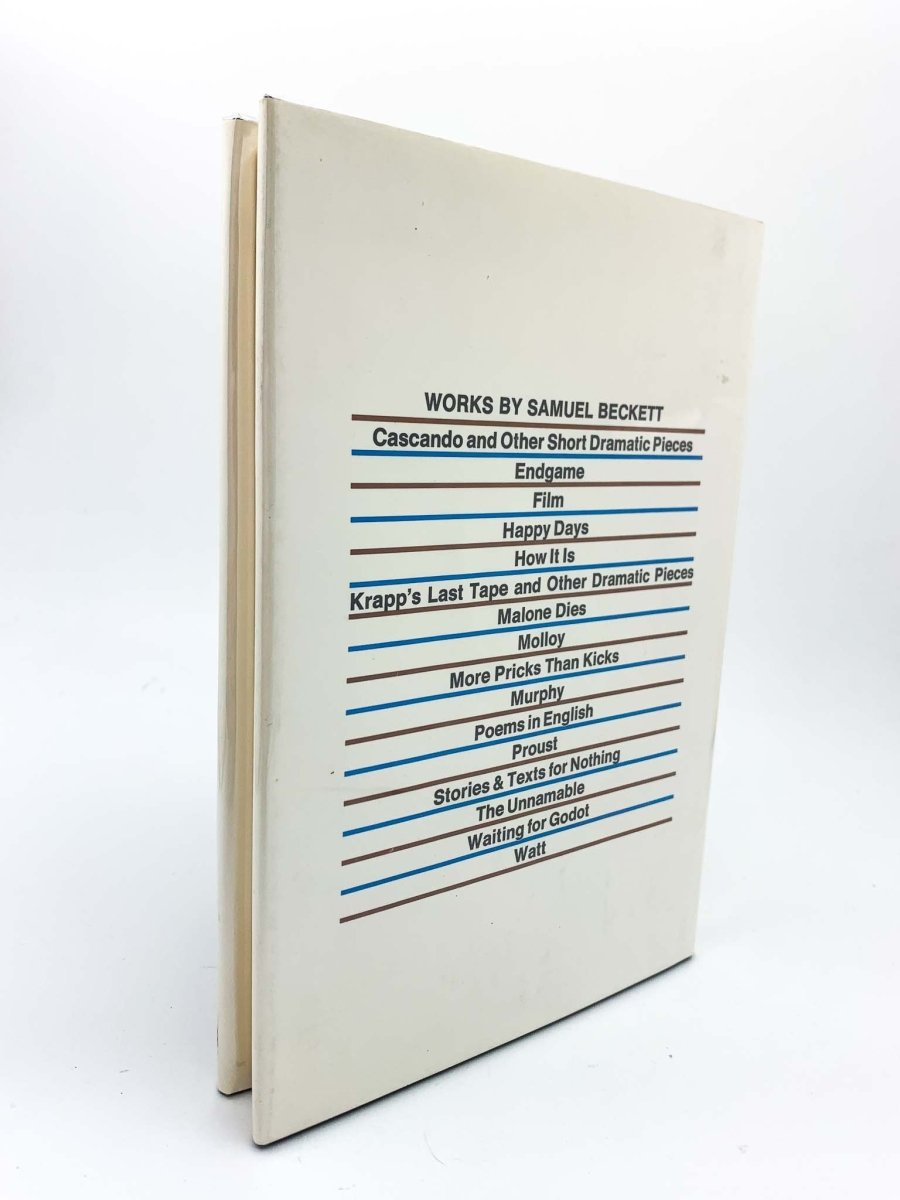 WORKS BY SAMUEL BECKETT
Cascando and Other Short Dramatic Pieces
Endgame
Film
Happy Days
How It Is
Krapp's Last Tape and Other Dramatic Pieces
Malone Dies
Molloy
More Pricks Than Kicks
Murphy
Poems in English
Proust
Stories & Texts for Nothing
The Unnamable
Waiting for Godot
Watt